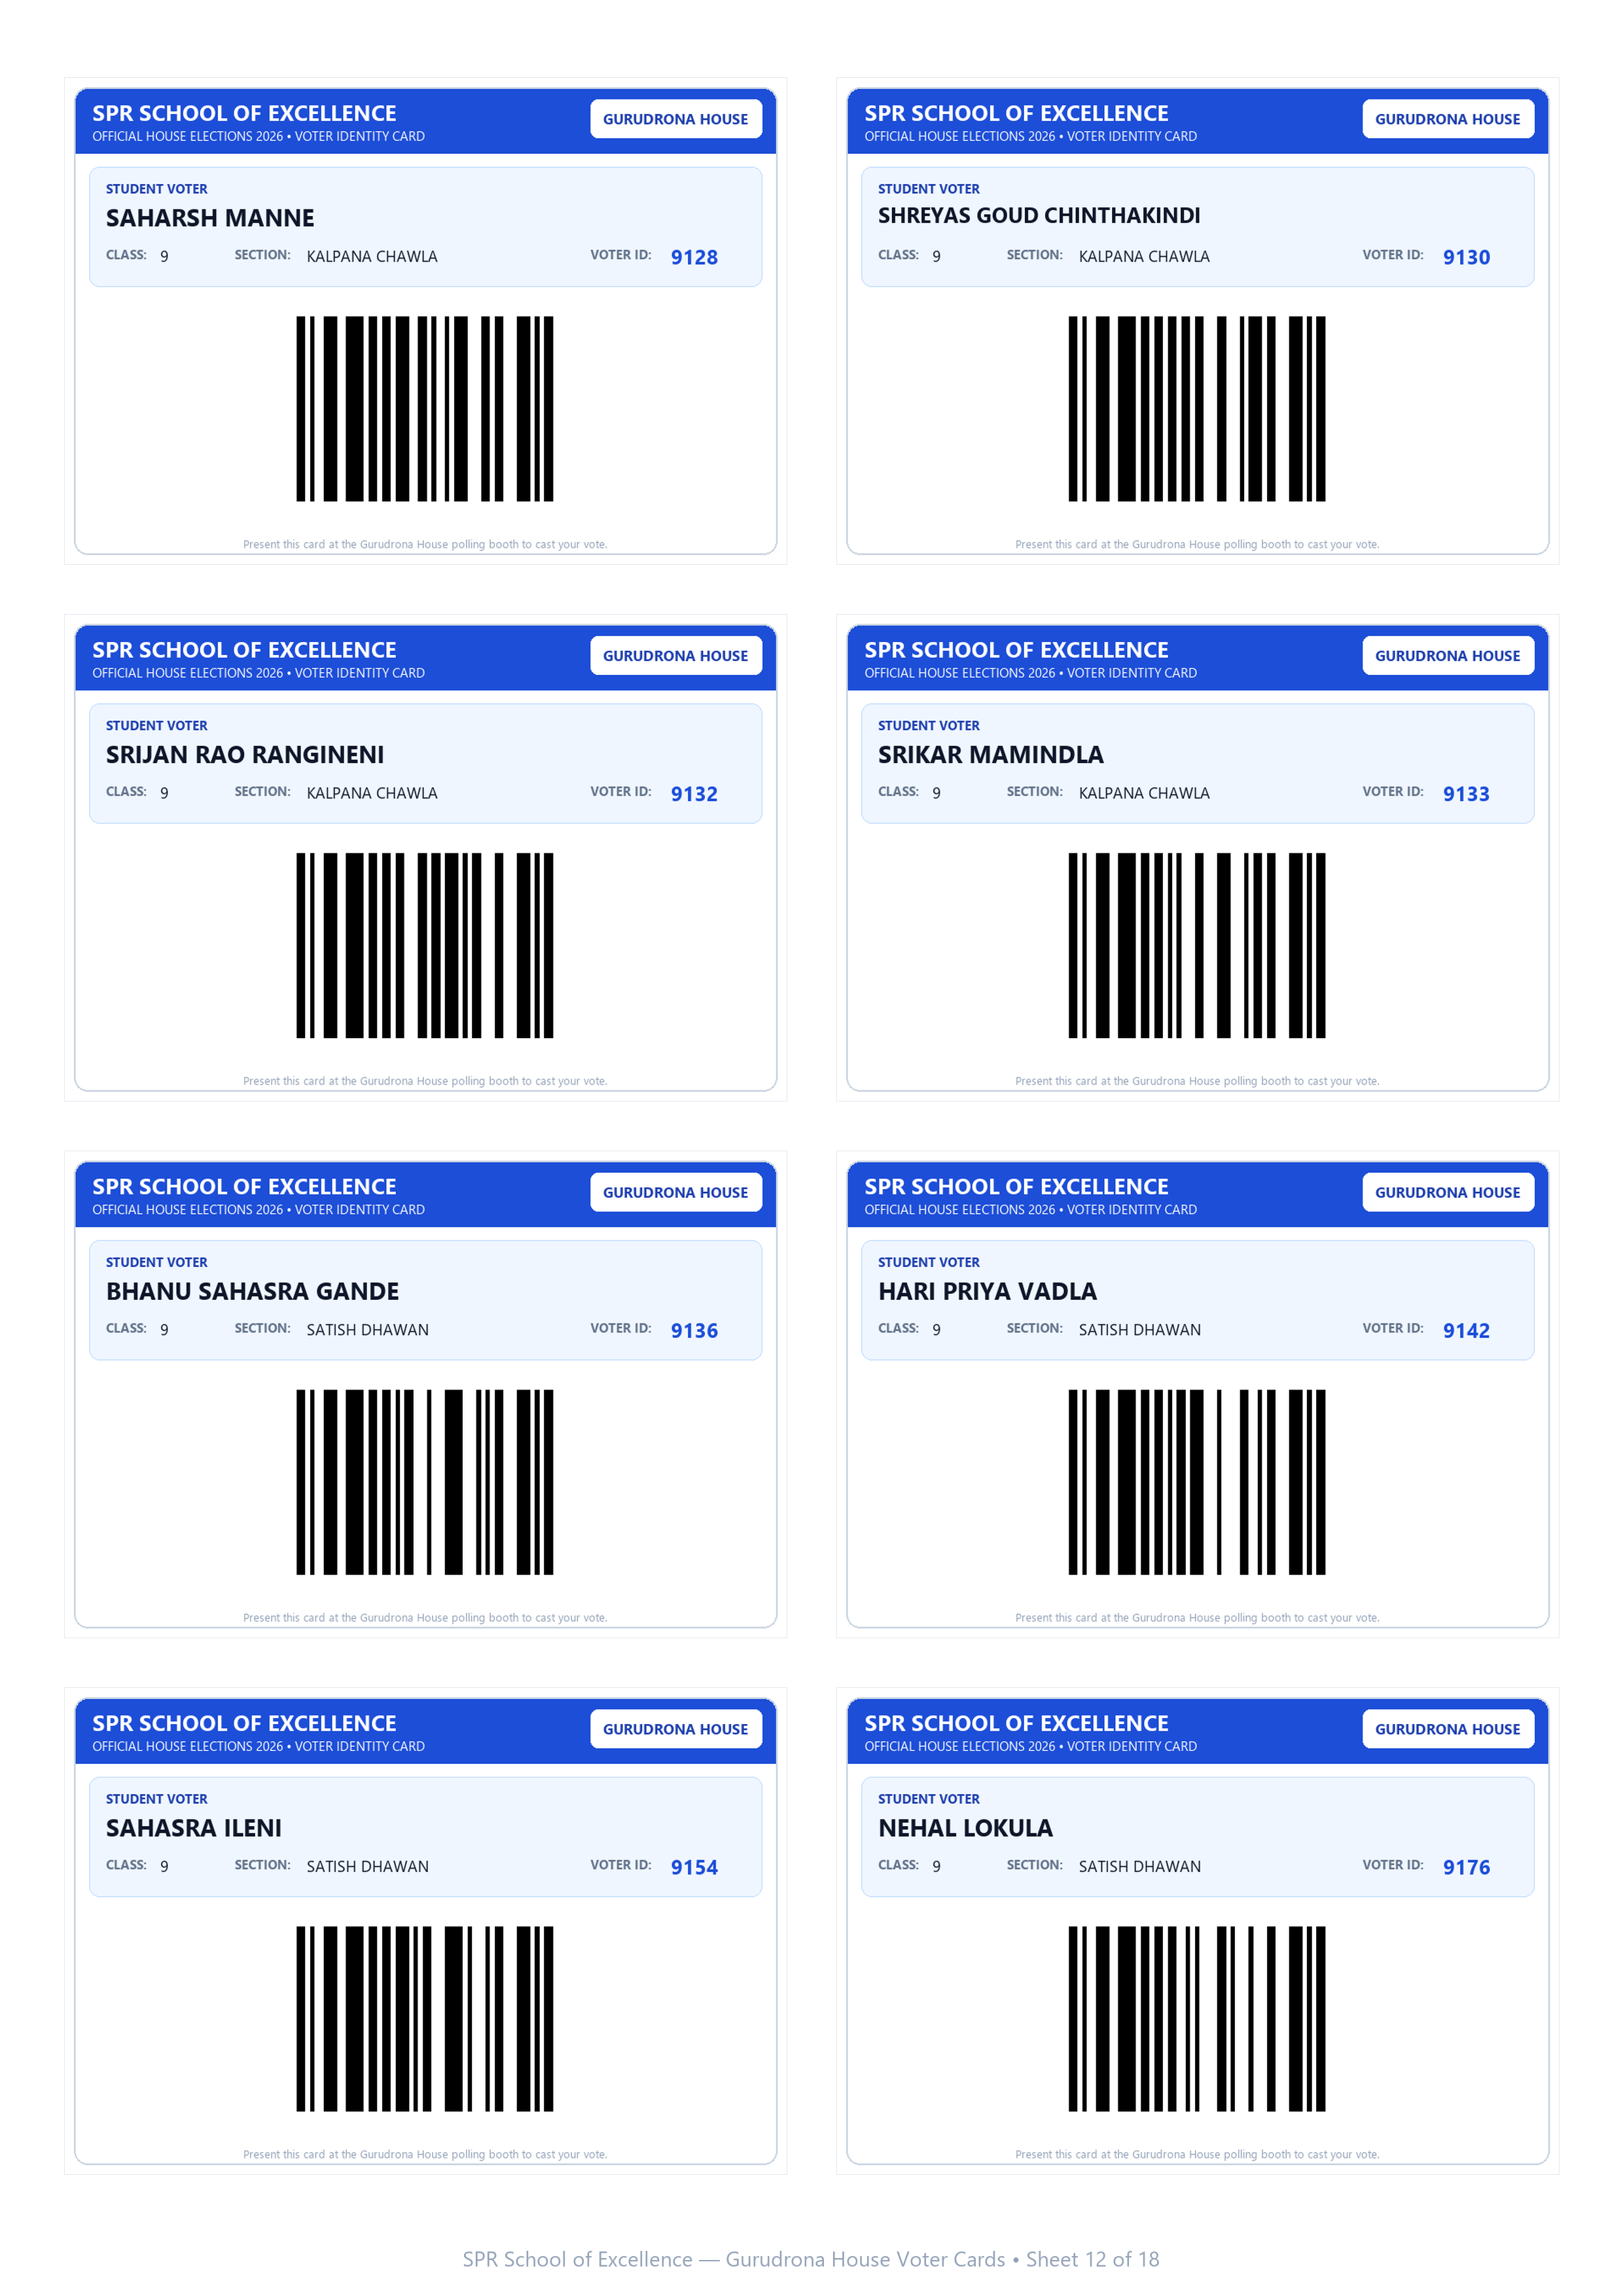 SPR SCHOOL OF EXCELLENCE
OFFICIAL HOUSE ELECTIONS 2026 • VOTER IDENTITY CARD
GURUDRONA HOUSE
STUDENT VOTER
SAHARSH MANNE
CLASS: 9 SECTION: KALPANA CHAWLA VOTER ID: 9128
Present this card at the Gurudrona House polling booth to cast your vote.
SPR SCHOOL OF EXCELLENCE
OFFICIAL HOUSE ELECTIONS 2026 • VOTER IDENTITY CARD
GURUDRONA HOUSE
STUDENT VOTER
SHREYAS GOUD CHINTHAKINDI
CLASS: 9 SECTION: KALPANA CHAWLA VOTER ID: 9130
Present this card at the Gurudrona House polling booth to cast your vote.
SPR SCHOOL OF EXCELLENCE
OFFICIAL HOUSE ELECTIONS 2026 • VOTER IDENTITY CARD
GURUDRONA HOUSE
STUDENT VOTER
SRIJAN RAO RANGINENI
CLASS: 9 SECTION: KALPANA CHAWLA VOTER ID: 9132
Present this card at the Gurudrona House polling booth to cast your vote.
SPR SCHOOL OF EXCELLENCE
OFFICIAL HOUSE ELECTIONS 2026 • VOTER IDENTITY CARD
GURUDRONA HOUSE
STUDENT VOTER
SRIKAR MAMINDLA
CLASS: 9 SECTION: KALPANA CHAWLA VOTER ID: 9133
Present this card at the Gurudrona House polling booth to cast your vote.
SPR SCHOOL OF EXCELLENCE
OFFICIAL HOUSE ELECTIONS 2026 • VOTER IDENTITY CARD
GURUDRONA HOUSE
STUDENT VOTER
BHANU SAHASRA GANDE
CLASS: 9 SECTION: SATISH DHAWAN VOTER ID: 9136
Present this card at the Gurudrona House polling booth to cast your vote.
SPR SCHOOL OF EXCELLENCE
OFFICIAL HOUSE ELECTIONS 2026 • VOTER IDENTITY CARD
GURUDRONA HOUSE
STUDENT VOTER
HARI PRIYA VADLA
CLASS: 9 SECTION: SATISH DHAWAN VOTER ID: 9142
Present this card at the Gurudrona House polling booth to cast your vote.
SPR SCHOOL OF EXCELLENCE
OFFICIAL HOUSE ELECTIONS 2026 • VOTER IDENTITY CARD
GURUDRONA HOUSE
STUDENT VOTER
SAHASRA ILENI
CLASS: 9 SECTION: SATISH DHAWAN VOTER ID: 9154
Present this card at the Gurudrona House polling booth to cast your vote.
SPR SCHOOL OF EXCELLENCE
OFFICIAL HOUSE ELECTIONS 2026 • VOTER IDENTITY CARD
GURUDRONA HOUSE
STUDENT VOTER
NEHAL LOKULA
CLASS: 9 SECTION: SATISH DHAWAN VOTER ID: 9176
Present this card at the Gurudrona House polling booth to cast your vote.
SPR School of Excellence — Gurudrona House Voter Cards • Sheet 12 of 18